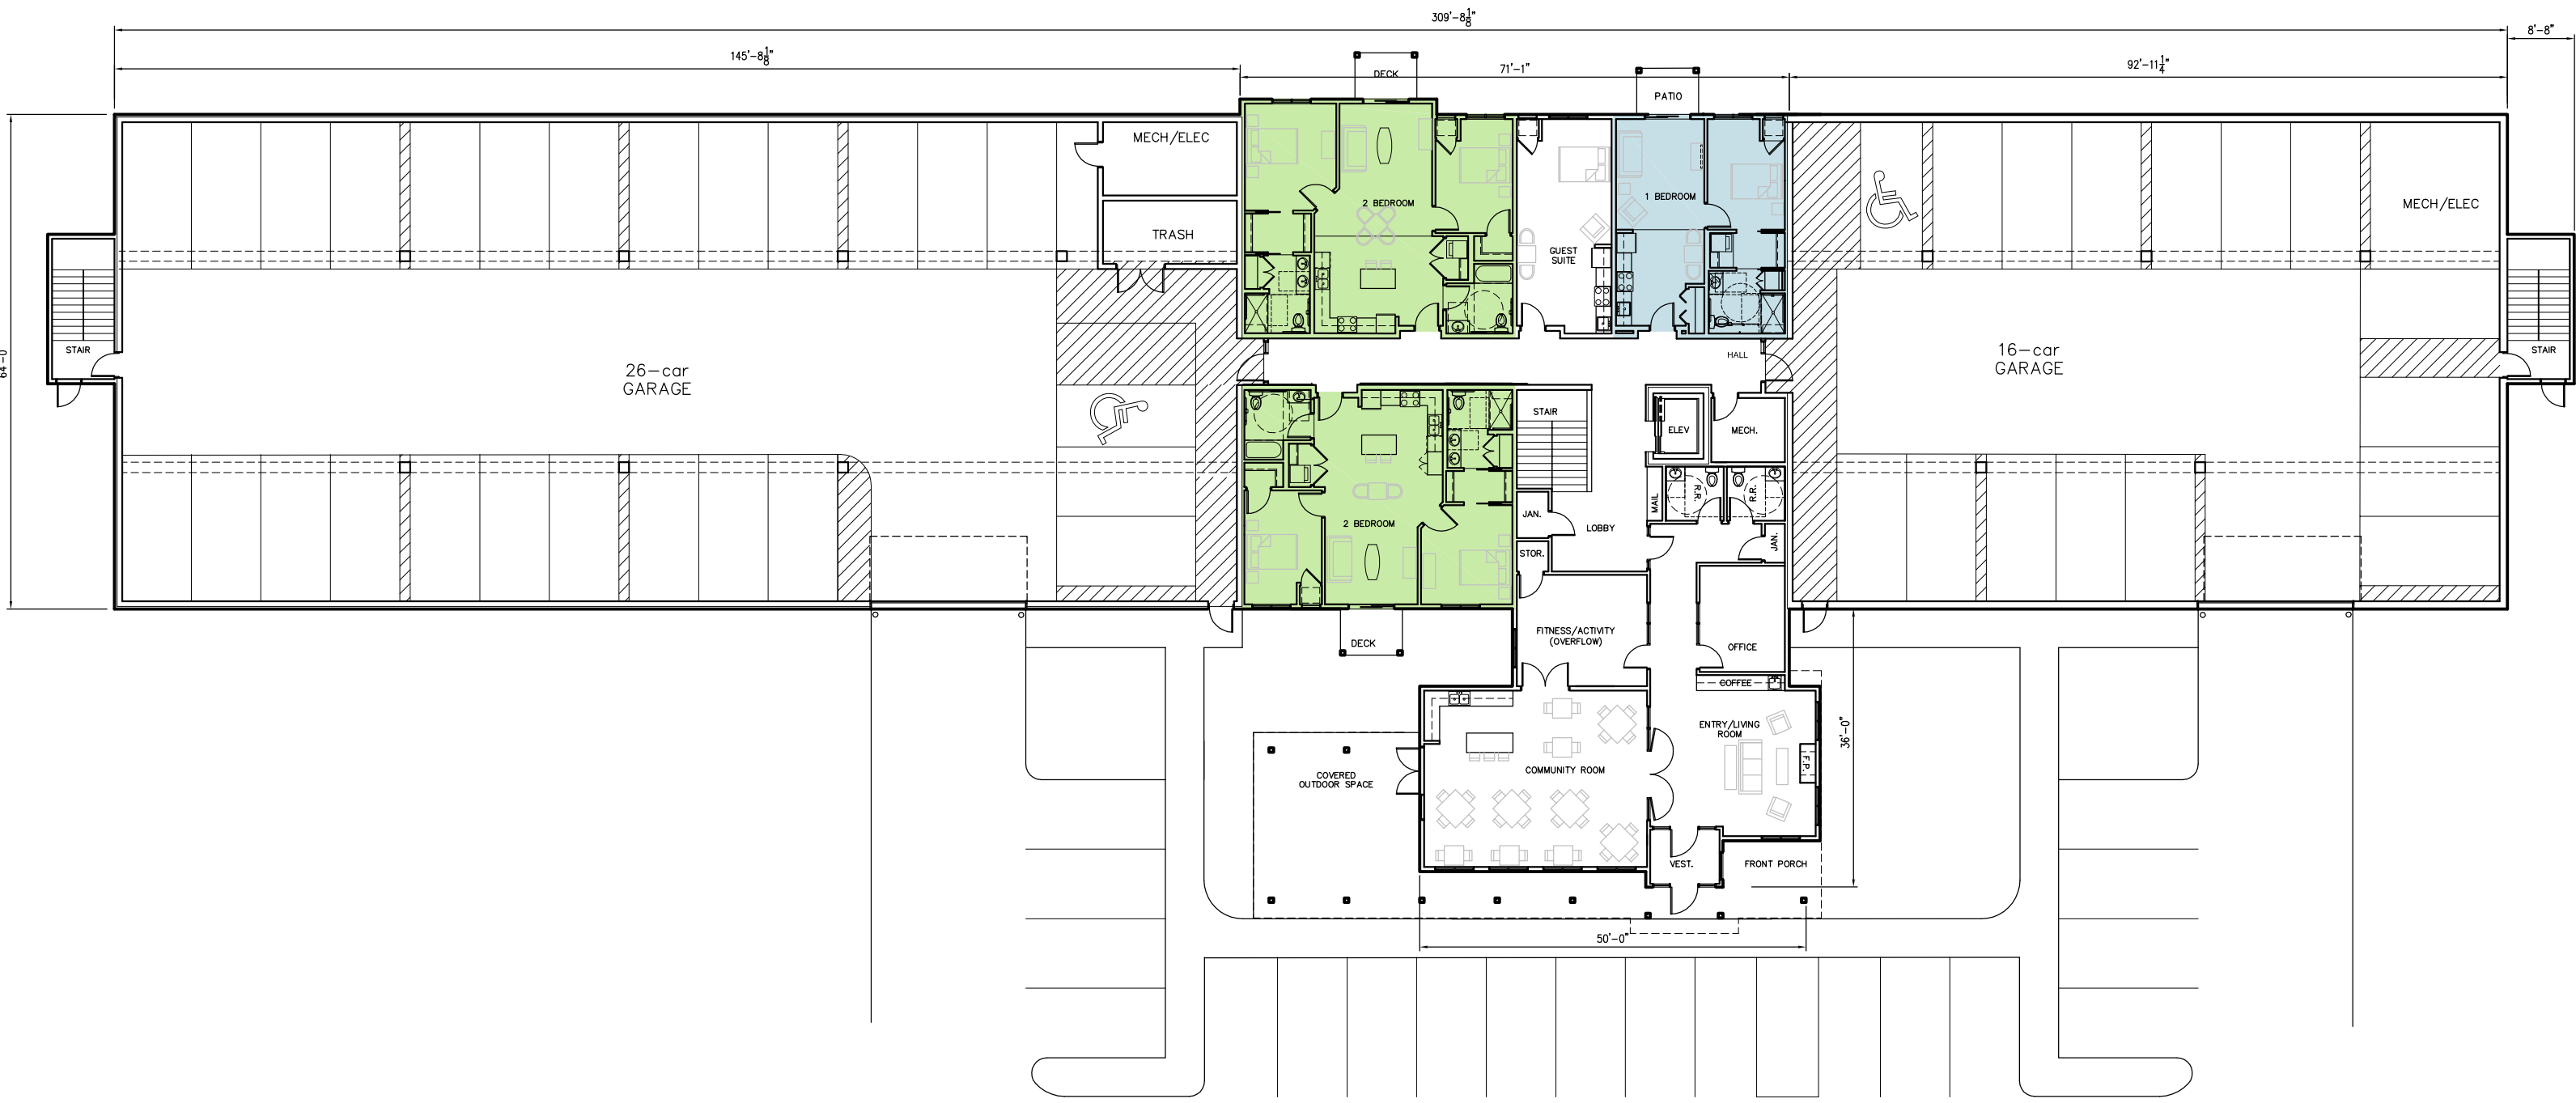 309'-8 1/8"
8'-8"
145'-8 1/8"
71'-1"
92'-11 1/4"
DECK
PATIO
MECH/ELEC
TRASH
2 BEDROOM
GUEST
SUITE
1 BEDROOM
MECH/ELEC
STAIR
64'-0
26-car
GARAGE
HALL
16-car
GARAGE
STAIR
STAIR
ELEV
MECH.
MAIL
R.R.
R.R.
JAN.
LOBBY
2 BEDROOM
STOR.
JAN.
DECK
FITNESS/ACTIVITY
(OVERFLOW)
OFFICE
COFFEE
ENTRY/LIVING
ROOM
F.P.
36'-0"
COVERED
OUTDOOR SPACE
COMMUNITY ROOM
VEST.
FRONT PORCH
50'-0"